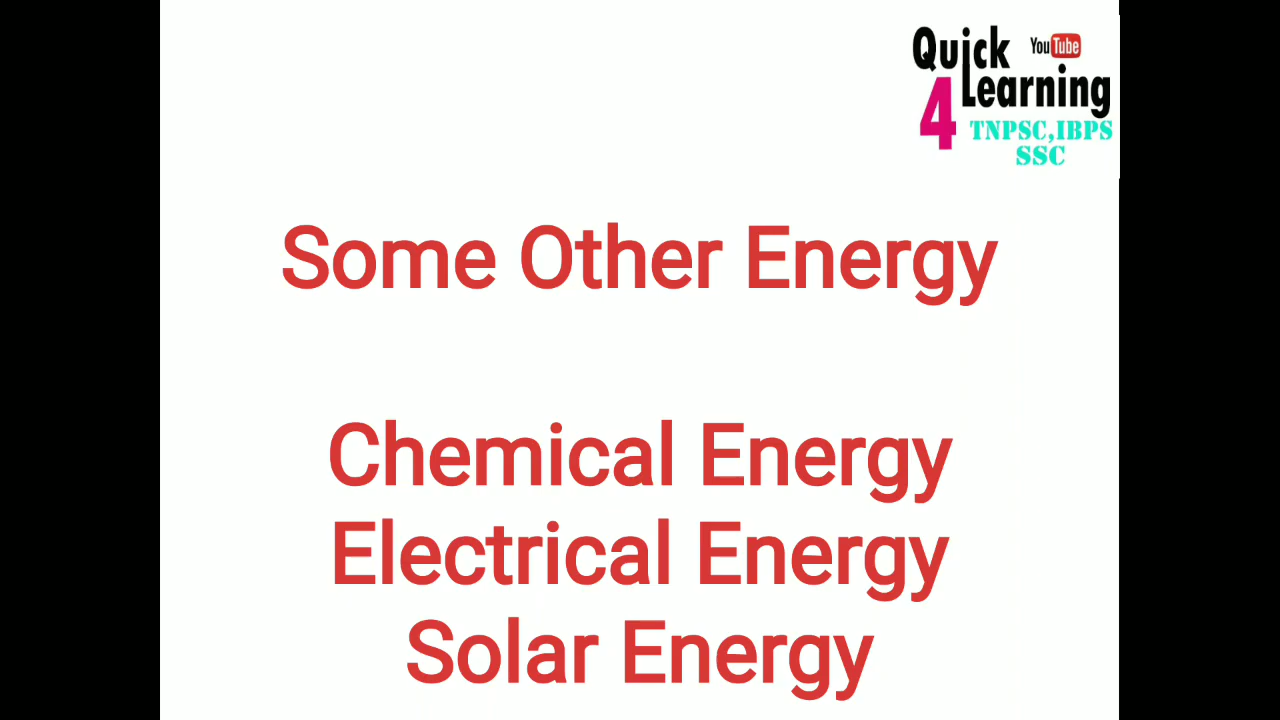 Quick YouTube
4 Learning
TNPSC,IBPS
SSC
Some Other Energy
Chemical Energy
Electrical Energy
Solar Energy